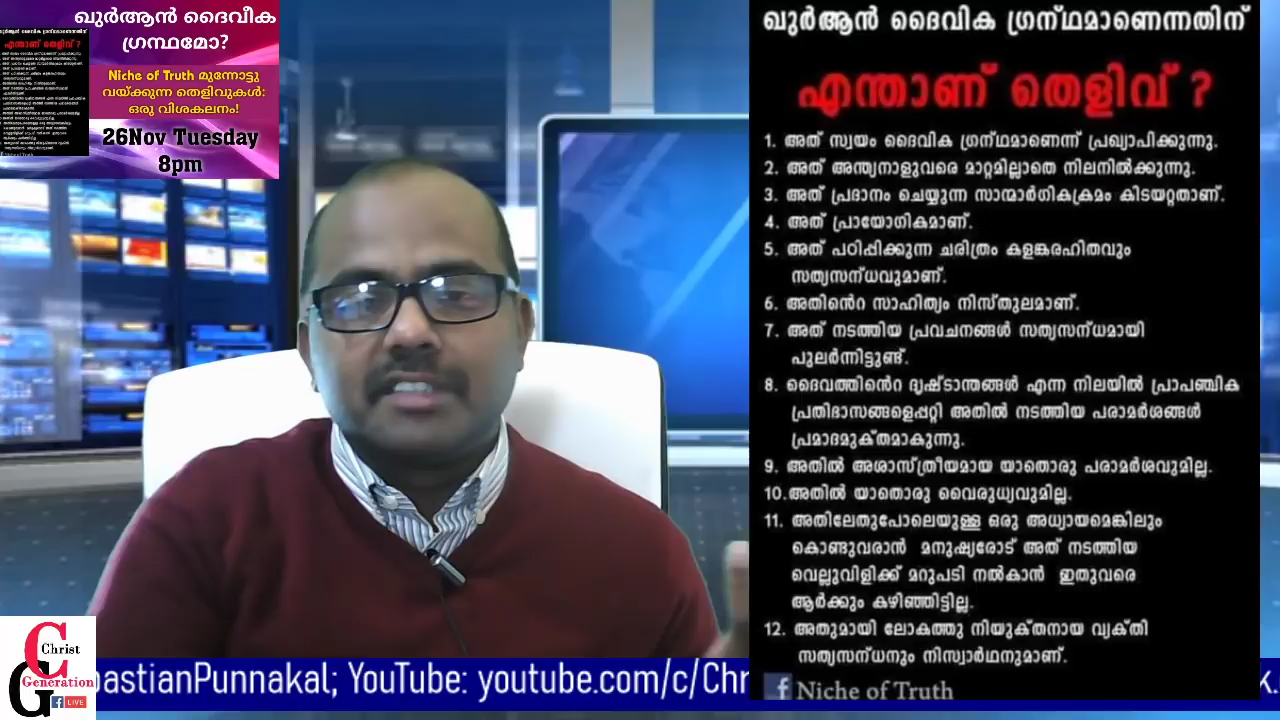 ഖുർആൻ ദൈവീക
ഗ്രന്ഥമോ?
Niche of Truth മുന്നോട്ടു
വയ്ക്കുന്ന തെളിവുകൾ:
ഒരു വിശകലനം!
26Nov Tuesday
8pm
ഖുർആൻ ദൈവിക ഗ്രന്ഥമാണെന്നതിന്
എന്താണ് തെളിവ് ?
1. അത് സ്വയം ദൈവിക ഗ്രന്ഥമാണെന്ന് പ്രഖ്യാപിക്കുന്നു.
2. അത് അന്ത്യനാളുവരെ മാറ്റമില്ലാതെ നിലനിൽക്കുന്നു.
3. അത് പ്രദാനം ചെയ്യുന്ന സാന്മാർഗികക്രമം കിടയറ്റതാണ്.
4. അത് പ്രായോഗികമാണ്.
5. അത് പഠിപ്പിക്കുന്ന ചരിത്രം കളങ്കരഹിതവും
സത്യസന്ധവുമാണ്.
6. അതിൻെറ സാഹിത്യം നിസ്തുലമാണ്.
7. അത് നടത്തിയ പ്രവചനങ്ങൾ സത്യസന്ധമായി
പുലർന്നിട്ടുണ്ട്.
8. ദൈവത്തിൻെറ ദൃഷ്ടാന്തങ്ങൾ എന്ന നിലയിൽ പ്രാപഞ്ചിക
പ്രതിഭാസങ്ങളെപ്പറ്റി അതിൽ നടത്തിയ പരാമർശങ്ങൾ
പ്രമാദമുക്തമാകുന്നു.
9. അതിൽ അശാസ്ത്രീയമായ യാതൊരു പരാമർശവുമില്ല.
10.അതിൽ യാതൊരു വൈരുധ്യവുമില്ല.
11. അതിലേതുപോലെയുള്ള ഒരു അധ്യായമെങ്കിലും
കൊണ്ടുവരാൻ മനുഷ്യരോട് അത് നടത്തിയ
വെല്ലുവിളിക്ക് മറുപടി നൽകാൻ ഇതുവരെ
ആർക്കും കഴിഞ്ഞിട്ടില്ല.
12. അതുമായി ലോകത്തു നിയുക്തനായ വ്യക്തി
സത്യസന്ധനും നിസ്വാർഥനുമാണ്.
f Niche of Truth
Christ
Generation
f LIVE
bastianPunnakal; YouTube: youtube.com/c/Chr
k.